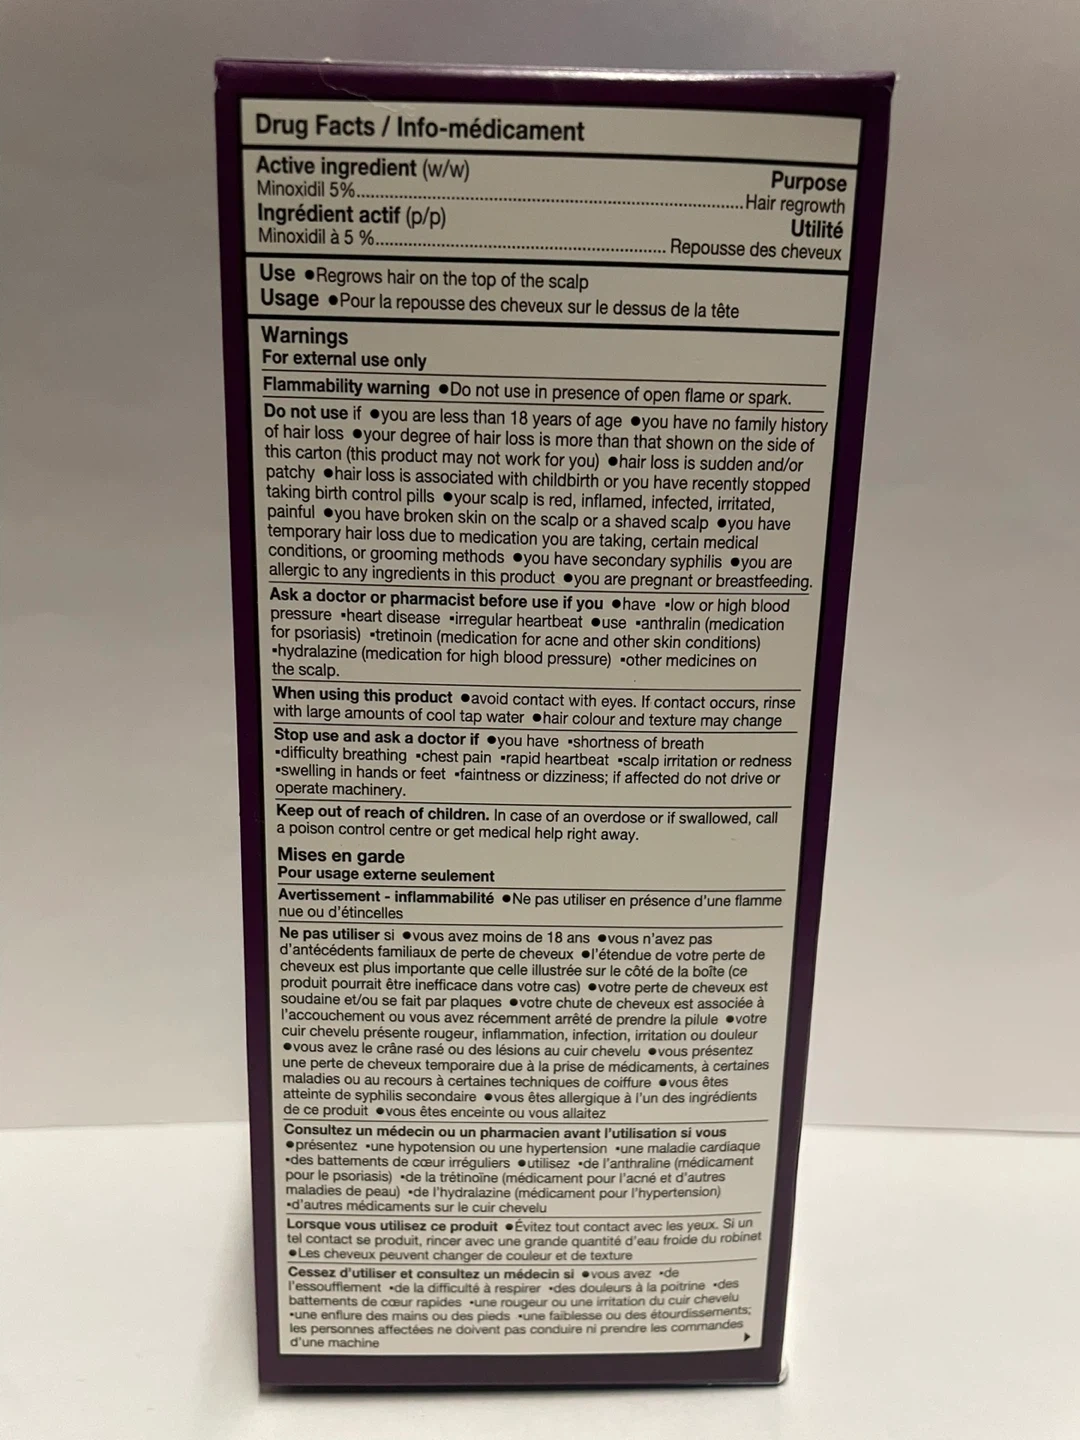 Drug Facts / Info-médicament
Active ingredient (w/w) Purpose
Minoxidil 5%.......... Hair regrowth
Ingrédient actif (p/p) Utilité
Minoxidil à 5 %.......... Repousse des cheveux
Use ●Regrows hair on the top of the scalp
Usage ●Pour la repousse des cheveux sur le dessus de la tête
Warnings
For external use only
Flammability warning ●Do not use in presence of open flame or spark.
Do not use if ●you are less than 18 years of age ●you have no family history
of hair loss ●your degree of hair loss is more than that shown on the side of
this carton (this product may not work for you) ●hair loss is sudden and/or
patchy ●hair loss is associated with childbirth or you have recently stopped
taking birth control pills ●your scalp is red, inflamed, infected, irritated,
painful ●you have broken skin on the scalp or a shaved scalp ●you have
temporary hair loss due to medication you are taking, certain medical
conditions, or grooming methods ●you have secondary syphilis ●you are
allergic to any ingredients in this product ●you are pregnant or breastfeeding.
Ask a doctor or pharmacist before use if you ●have ▪low or high blood
pressure ▪heart disease ▪irregular heartbeat ●use ▪anthralin (medication
for psoriasis) ▪tretinoin (medication for acne and other skin conditions)
▪hydralazine (medication for high blood pressure) ▪other medicines on
the scalp.
When using this product ●avoid contact with eyes. If contact occurs, rinse
with large amounts of cool tap water ●hair colour and texture may change
Stop use and ask a doctor if ●you have ▪shortness of breath
▪difficulty breathing ▪chest pain ▪rapid heartbeat ▪scalp irritation or redness
▪swelling in hands or feet ▪faintness or dizziness; if affected do not drive or
operate machinery.
Keep out of reach of children. In case of an overdose or if swallowed, call
a poison control centre or get medical help right away.
Mises en garde
Pour usage externe seulement
Avertissement - inflammabilité ●Ne pas utiliser en présence d'une flamme
nue ou d'étincelles
Ne pas utiliser si ●vous avez moins de 18 ans ●vous n'avez pas
d'antécédents familiaux de perte de cheveux ●l'étendue de votre perte de
cheveux est plus importante que celle illustrée sur le côté de la boîte (ce
produit pourrait être inefficace dans votre cas) ●votre perte de cheveux est
soudaine et/ou se fait par plaques ●votre chute de cheveux est associée à
l'accouchement ou vous avez récemment arrêté de prendre la pilule ●votre
cuir chevelu présente rougeur, inflammation, infection, irritation ou douleur
●vous avez le crâne rasé ou des lésions au cuir chevelu ●vous présentez
une perte de cheveux temporaire due à la prise de médicaments, à certaines
maladies ou au recours à certaines techniques de coiffure ●vous êtes
atteinte de syphilis secondaire ●vous êtes allergique à l'un des ingrédients
de ce produit ●vous êtes enceinte ou vous allaitez
Consultez un médecin ou un pharmacien avant l'utilisation si vous
●présentez ▪une hypotension ou une hypertension ▪une maladie cardiaque
▪des battements de cœur irréguliers ●utilisez ▪de l'anthraline (médicament
pour le psoriasis) ▪de la trétinoïne (médicament pour l'acné et d'autres
maladies de peau) ▪de l'hydralazine (médicament pour l'hypertension)
▪d'autres médicaments sur le cuir chevelu
Lorsque vous utilisez ce produit ●Évitez tout contact avec les yeux. Si un
tel contact se produit, rincer avec une grande quantité d'eau froide du robinet
●Les cheveux peuvent changer de couleur et de texture
Cessez d'utiliser et consultez un médecin si ●vous avez ▪de
l'essoufflement ▪de la difficulté à respirer ▪des douleurs à la poitrine ▪des
battements de cœur rapides ▪une rougeur ou une irritation du cuir chevelu
▪une enflure des mains ou des pieds ▪une faiblesse ou des étourdissements;
les personnes affectées ne doivent pas conduire ni prendre les commandes
d'une machine